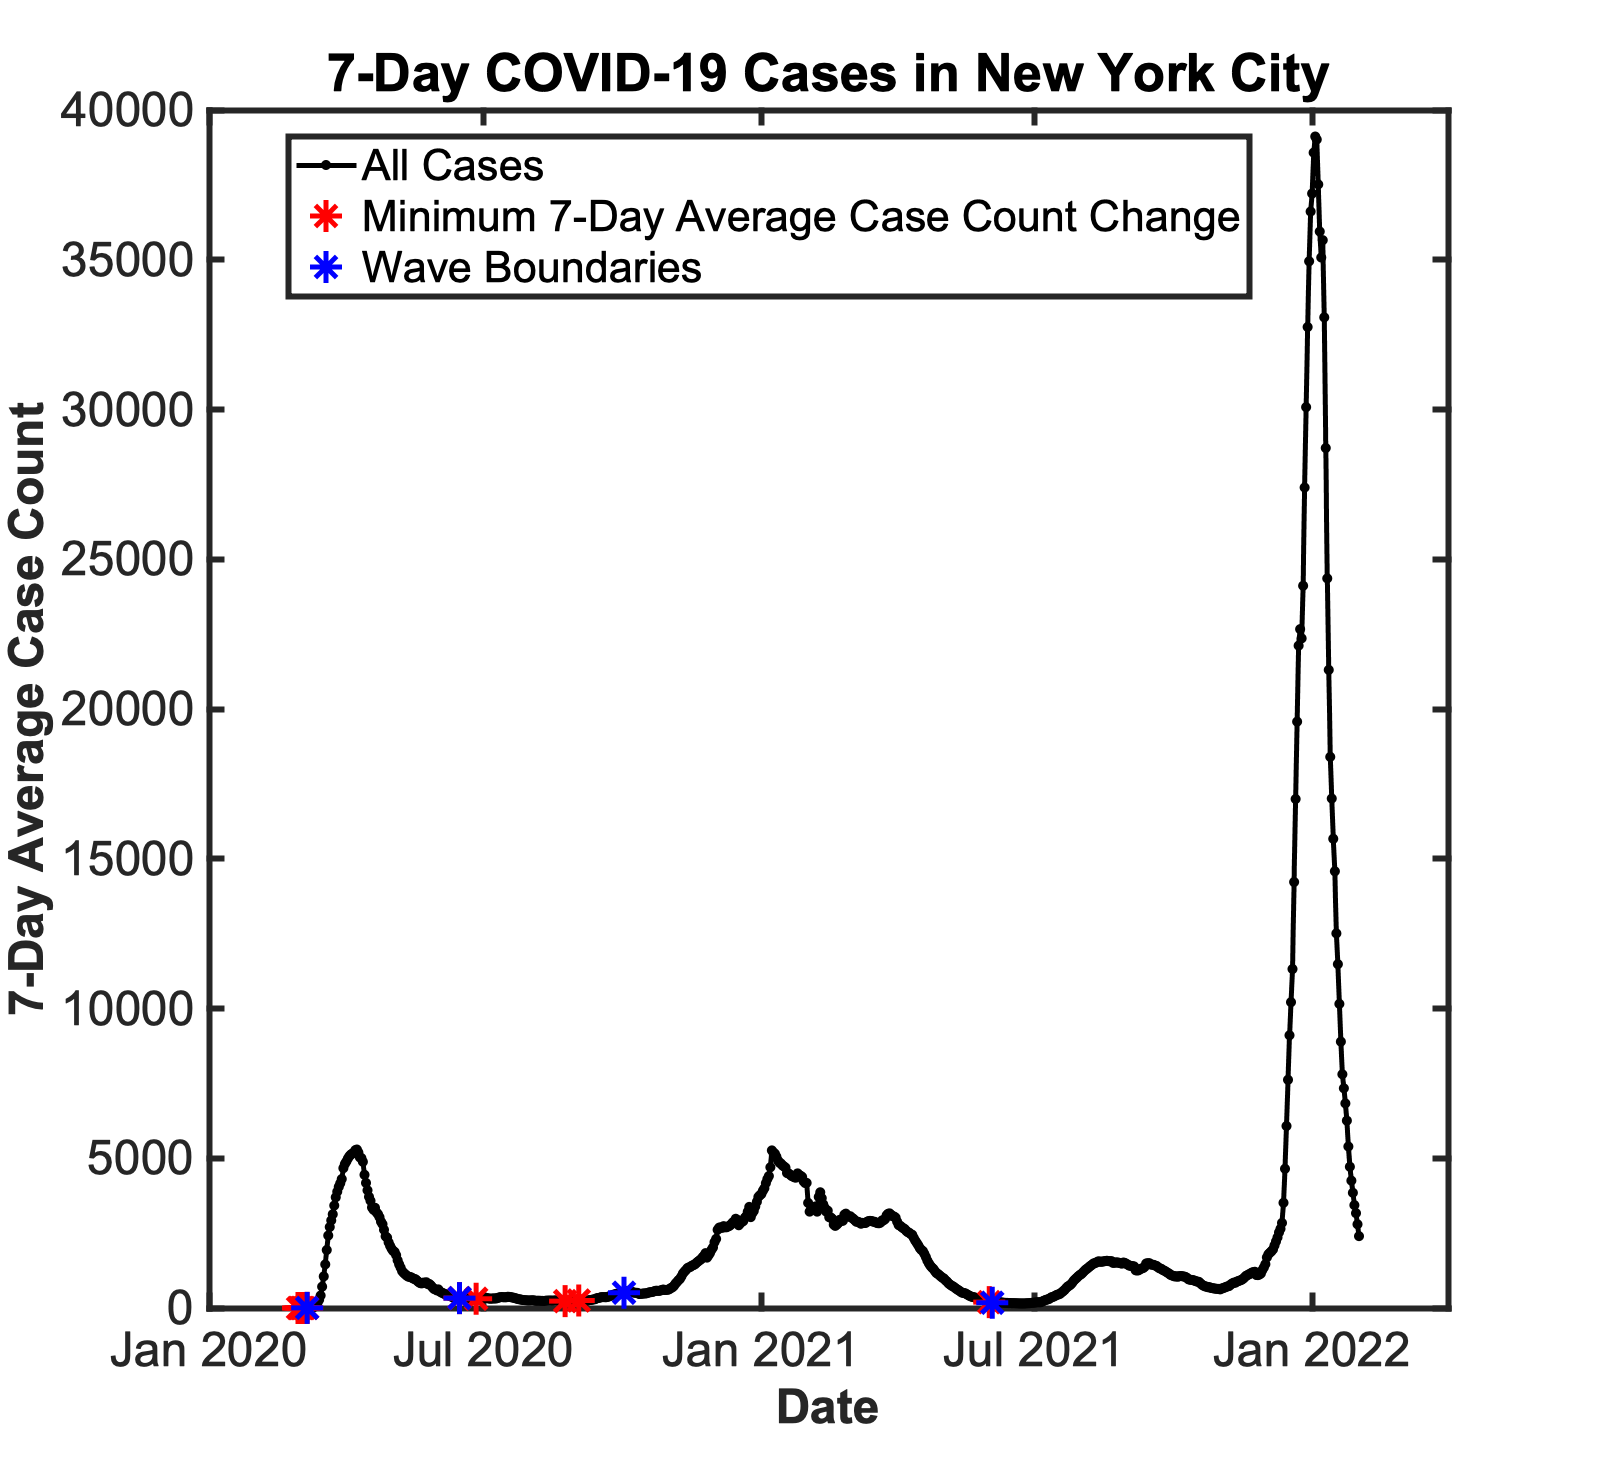 7-Day COVID-19 Cases in New York City
All Cases
Minimum 7-Day Average Case Count Change
Wave Boundaries
7-Day Average Case Count
40000
35000
30000
25000
20000
15000
10000
5000
0
Jan 2020 Jul 2020 Jan 2021 Jul 2021 Jan 2022
Date